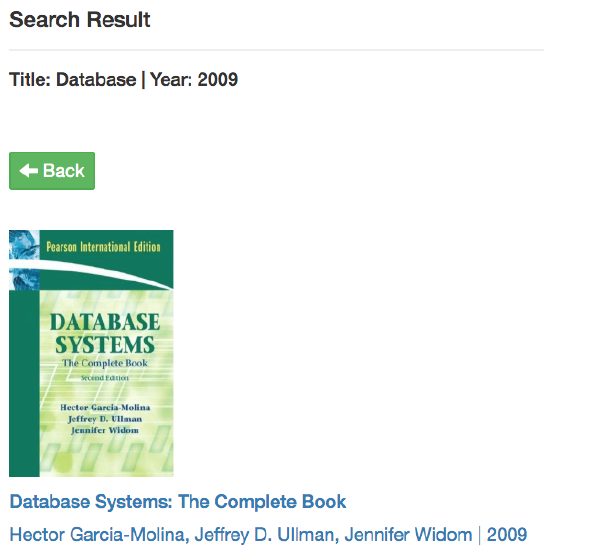 Search Result
Title: Database | Year: 2009
Back
Pearson International Edition
DATABASE
SYSTEMS
The Complete Book
Second Edition
Hector Garcia-Molina
Jeffrey D. Ullman
Jennifer Widom
Database Systems: The Complete Book
Hector Garcia-Molina, Jeffrey D. Ullman, Jennifer Widom | 2009